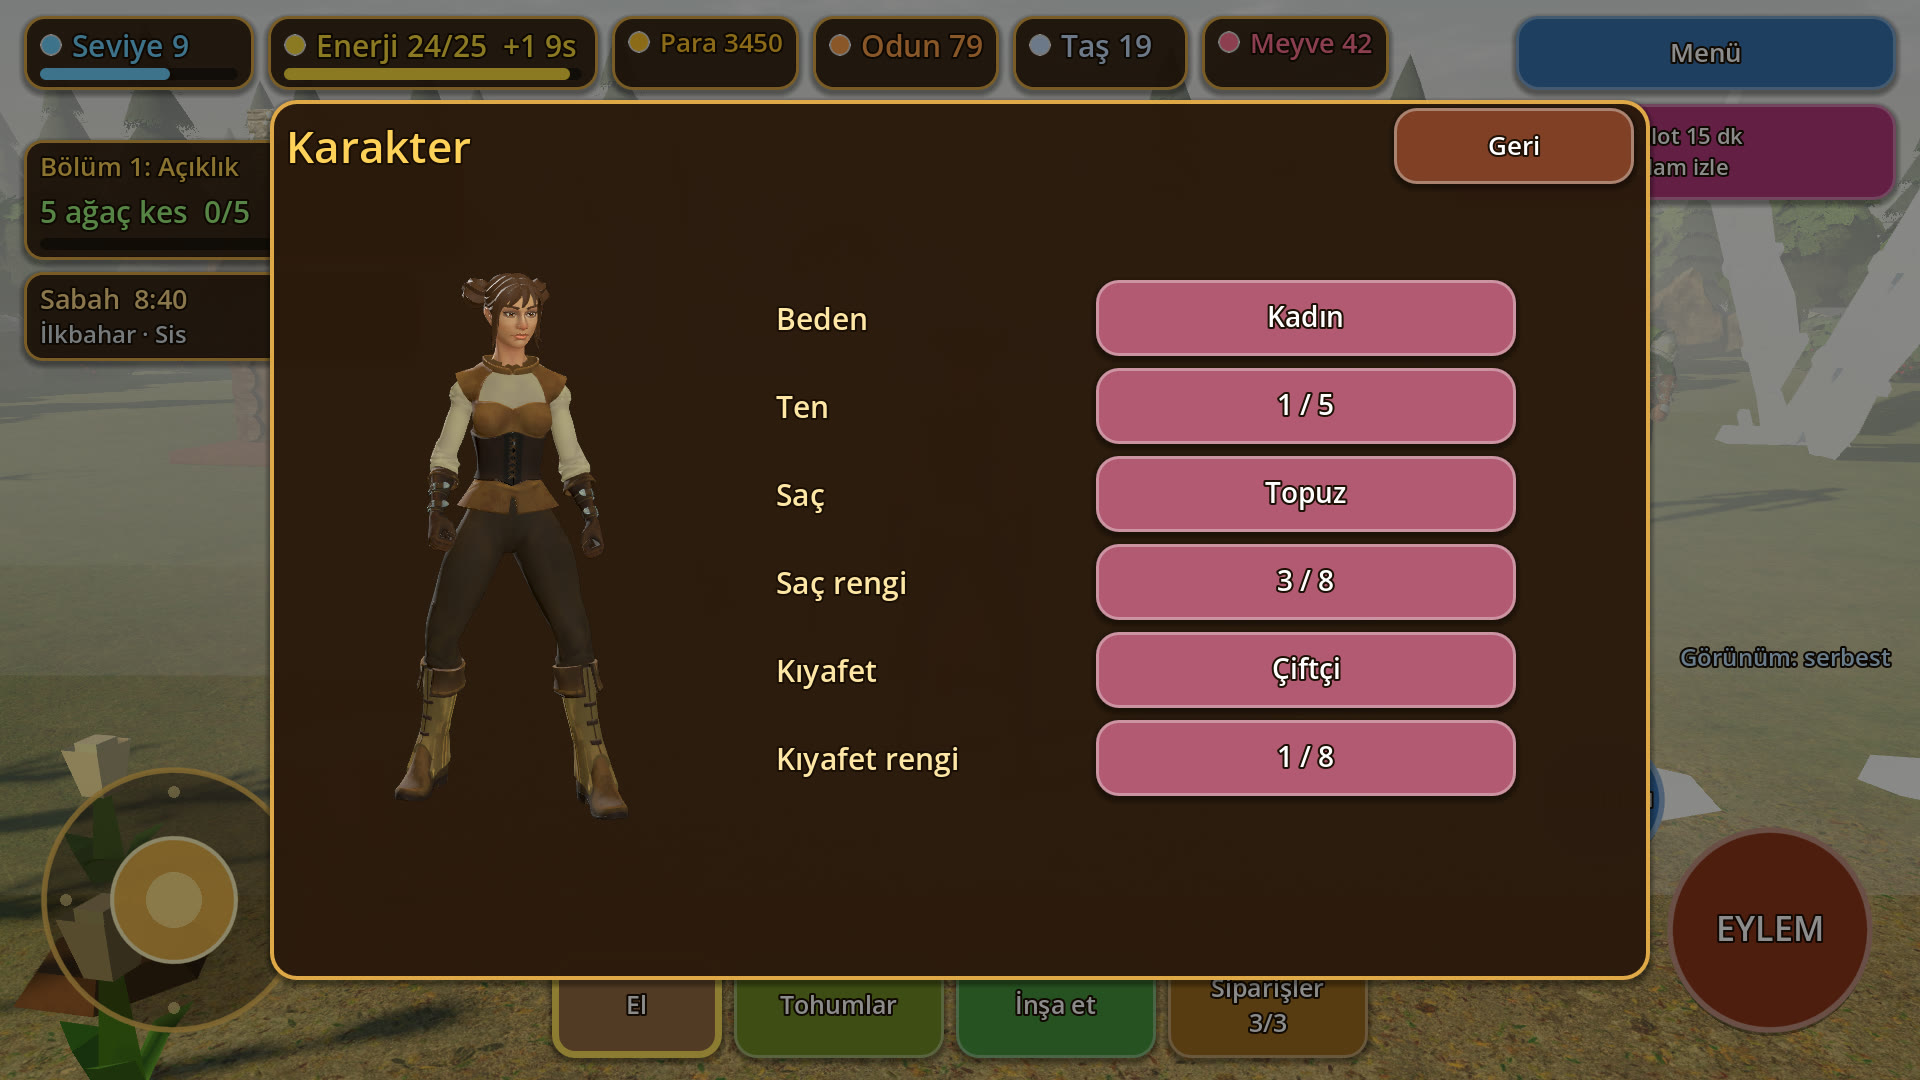 Seviye 9
Enerji 24/25 +1 9s
Para 3450
Odun 79
Taş 19
Meyve 42
Menü
Bölüm 1: Açıklık
5 ağaç kes 0/5
Sabah 8:40
İlkbahar · Sis
Karakter
Geri
15 dk
izle
Beden
Kadın
Ten
1 / 5
Saç
Topuz
Saç rengi
3 / 8
Kıyafet
Çiftçi
Kıyafet rengi
1 / 8
Görünüm: serbest
EYLEM
El
Tohumlar
İnşa et
Siparişler
3/3